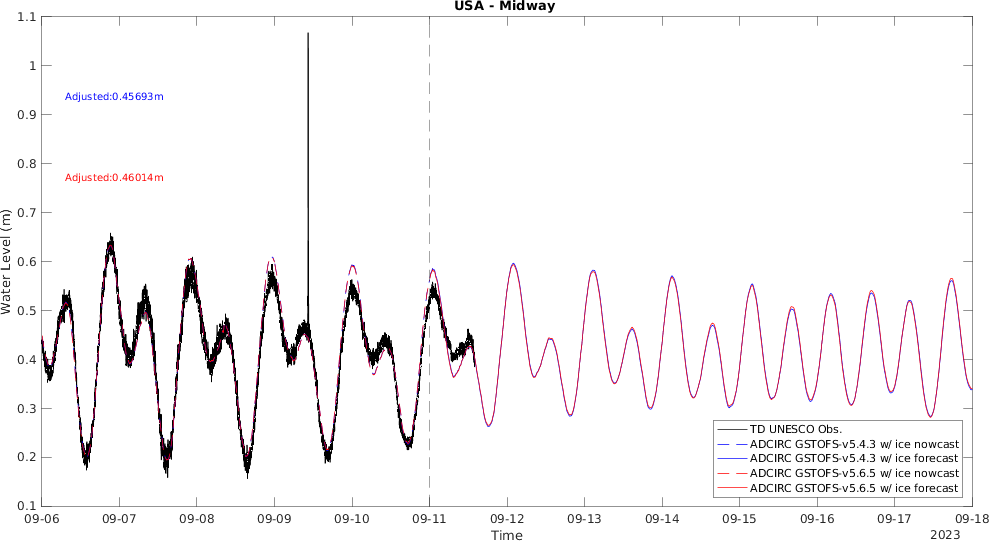 USA - Midway
1.1
1
0.9
0.8
0.7
0.6
0.5
0.4
0.3
0.2
0.1
Water Level (m)
Adjusted:0.45693m
Adjusted:0.46014m
TD UNESCO Obs.
ADCIRC GSTOFS-v5.4.3 w/ ice nowcast
ADCIRC GSTOFS-v5.4.3 w/ ice forecast
ADCIRC GSTOFS-v5.6.5 w/ ice nowcast
ADCIRC GSTOFS-v5.6.5 w/ ice forecast
09-06 09-07 09-08 09-09 09-10 09-11 09-12 09-13 09-14 09-15 09-16 09-17 09-18
Time
2023